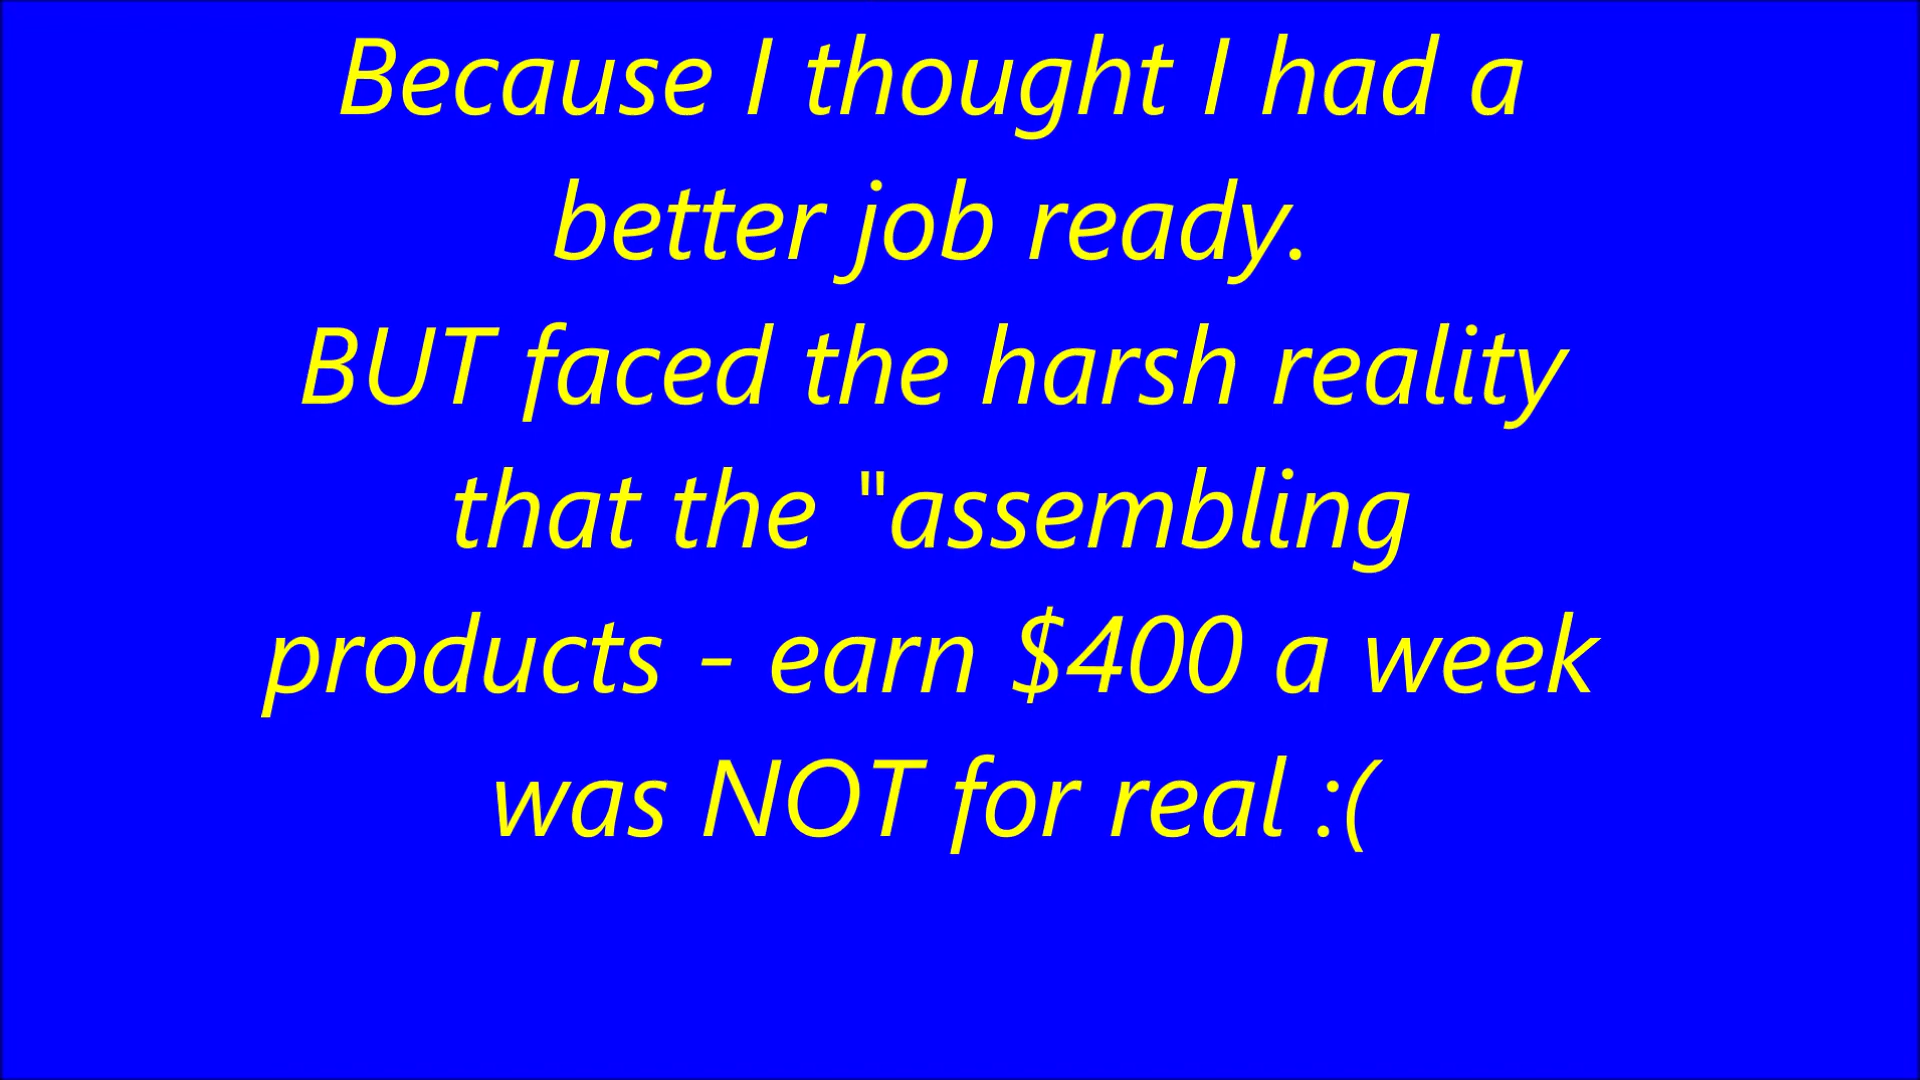 Because I thought I had a
better job ready.
BUT faced the harsh reality
that the "assembling
products - earn $400 a week
was NOT for real :(